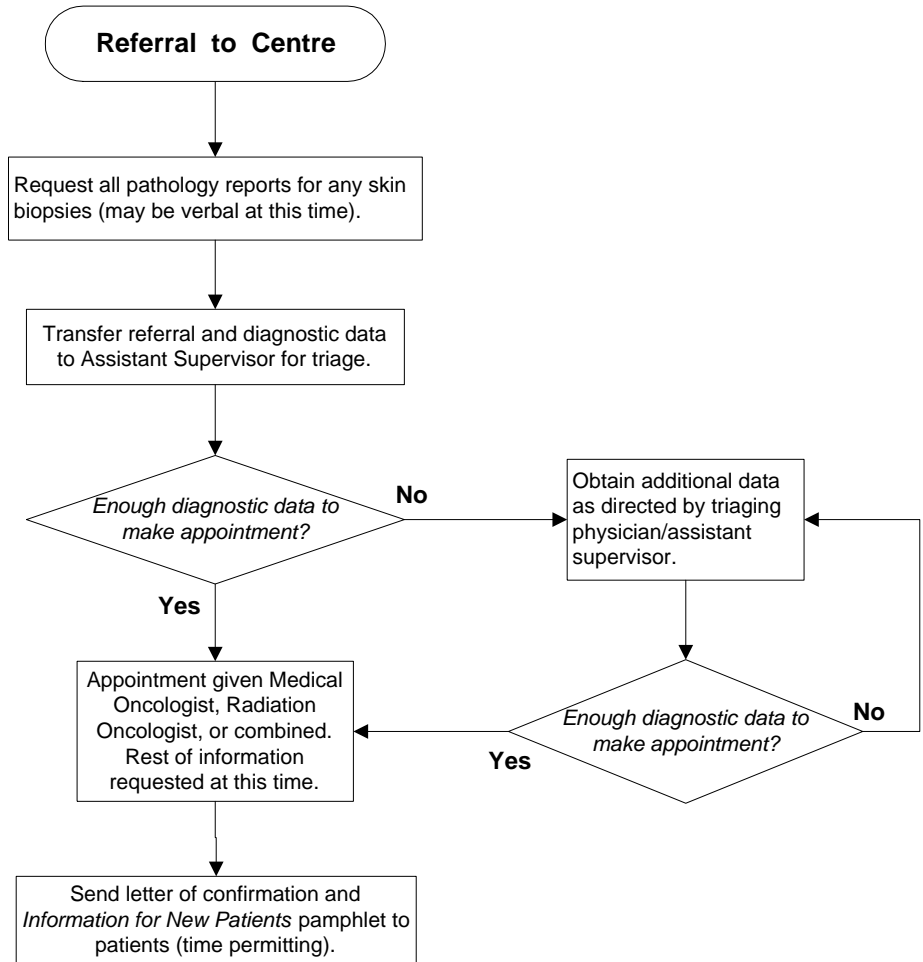 Referral to Centre
Request all pathology reports for any skin
biopsies (may be verbal at this time).
Transfer referral and diagnostic data
to Assistant Supervisor for triage.
Enough diagnostic data to
make appointment?
No
Yes
Obtain additional data
as directed by triaging
physician/assistant
supervisor.
Enough diagnostic data to
make appointment?
No
Yes
Appointment given Medical
Oncologist, Radiation
Oncologist, or combined.
Rest of information
requested at this time.
Send letter of confirmation and
Information for New Patients pamphlet to
patients (time permitting).